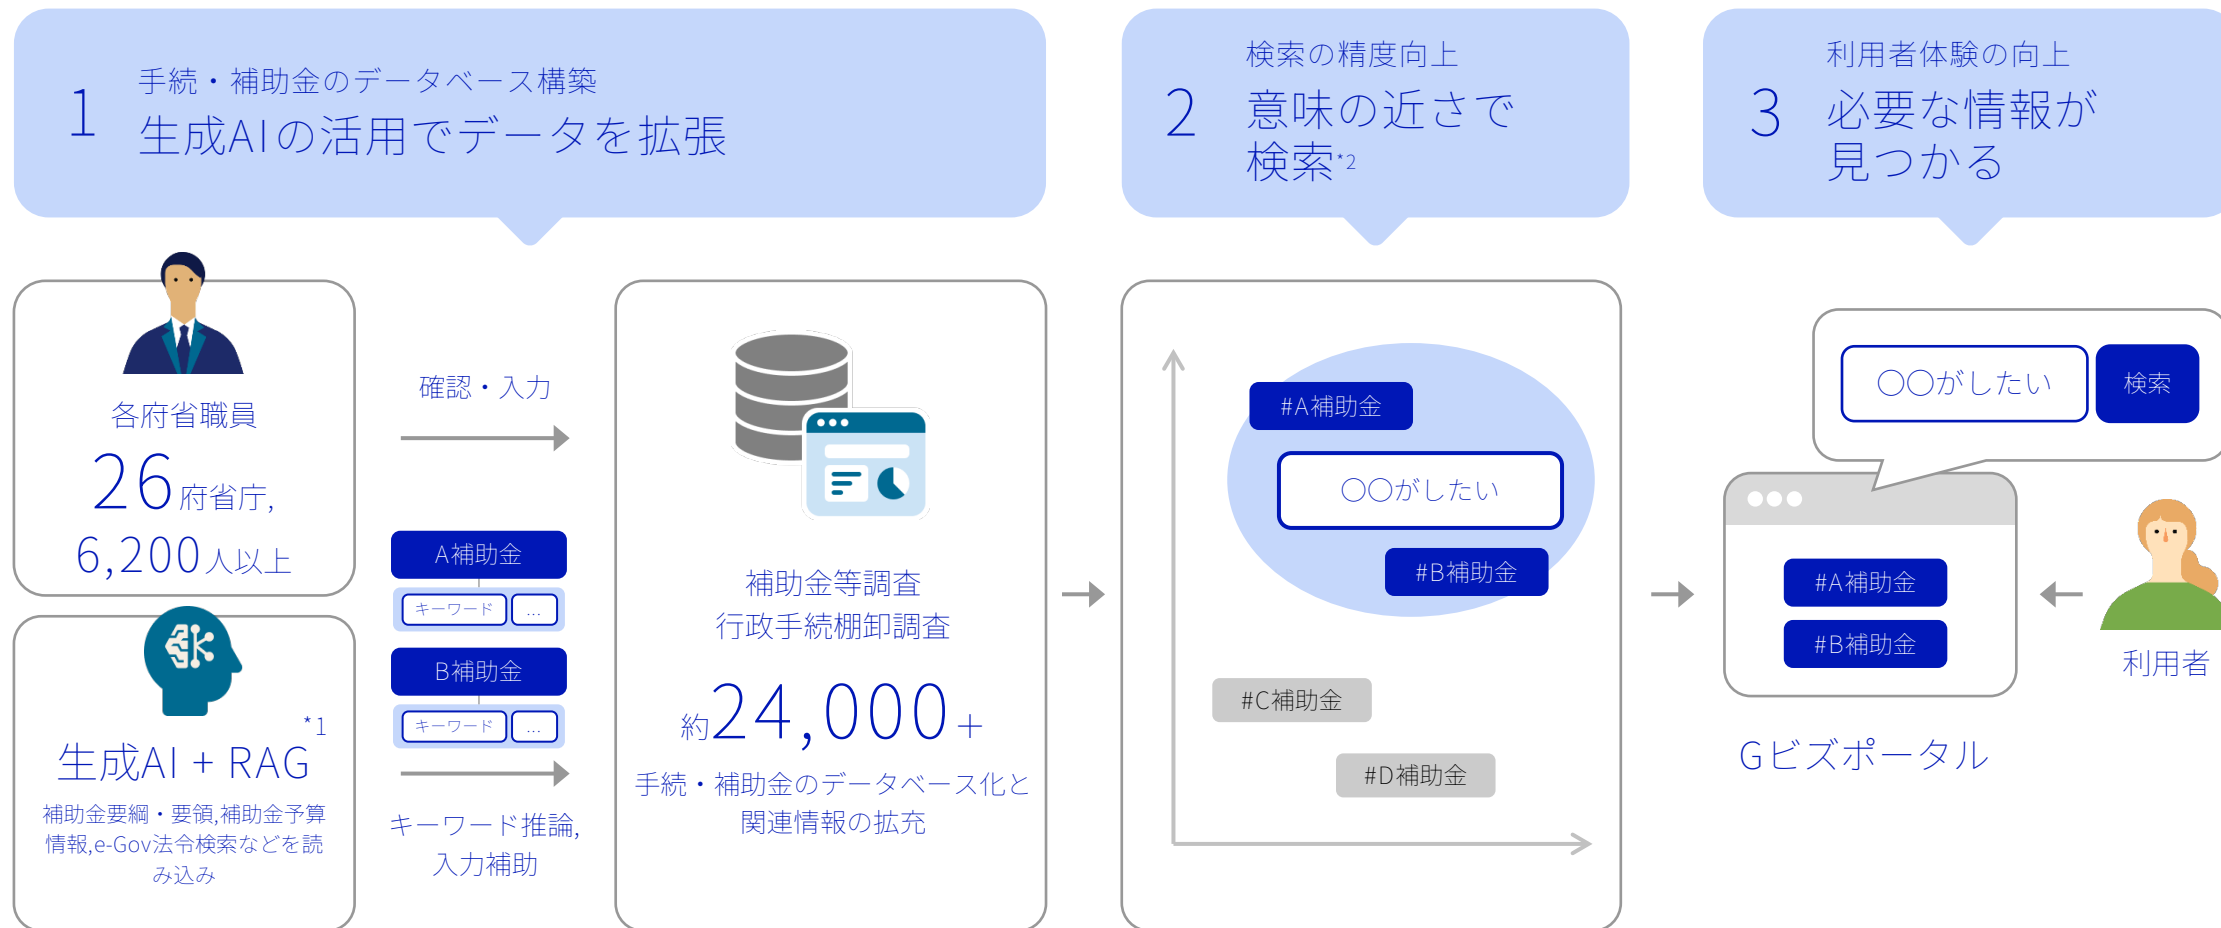 1
手続・補助金のデータベース構築
生成AIの活用でデータを拡張
2
検索の精度向上
意味の近さで
検索*2
3
利用者体験の向上
必要な情報が
見つかる
各府省職員
26府省庁,
6,200人以上
確認・入力
生成AI + RAG*1
補助金要綱・要領,補助金予算
情報,e-Gov法令検索などを読
み込み
A補助金
キーワード ...
B補助金
キーワード ...
キーワード推論,
入力補助
補助金等調査
行政手続棚卸調査
約24,000+
手続・補助金のデータベース化と
関連情報の拡充
#A補助金
〇〇がしたい
#B補助金
#C補助金
#D補助金
〇〇がしたい 検索
#A補助金
#B補助金
Gビズポータル
利用者